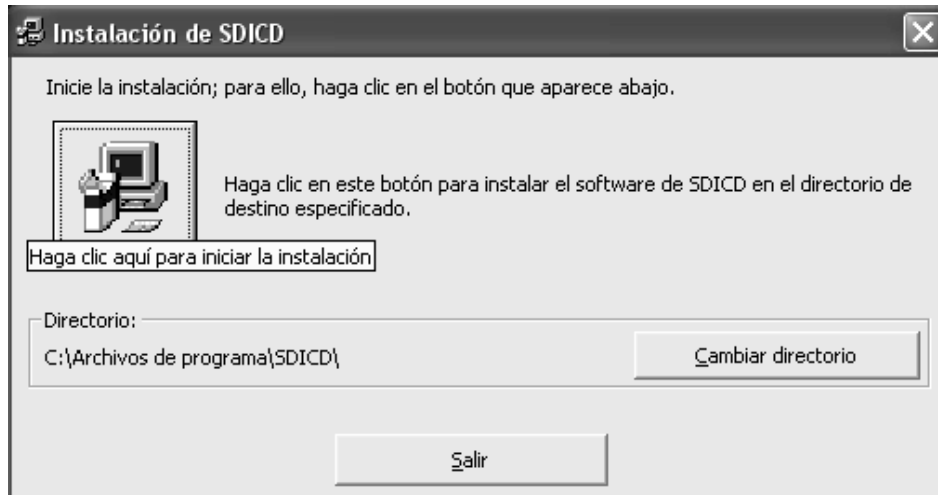 Instalación de SDICD
Inicie la instalación; para ello, haga clic en el botón que aparece abajo.
Haga clic en este botón para instalar el software de SDICD en el directorio de
destino especificado.
Haga clic aquí para iniciar la instalación
Directorio:
C:\Archivos de programa\SDICD\
Cambiar directorio
Salir